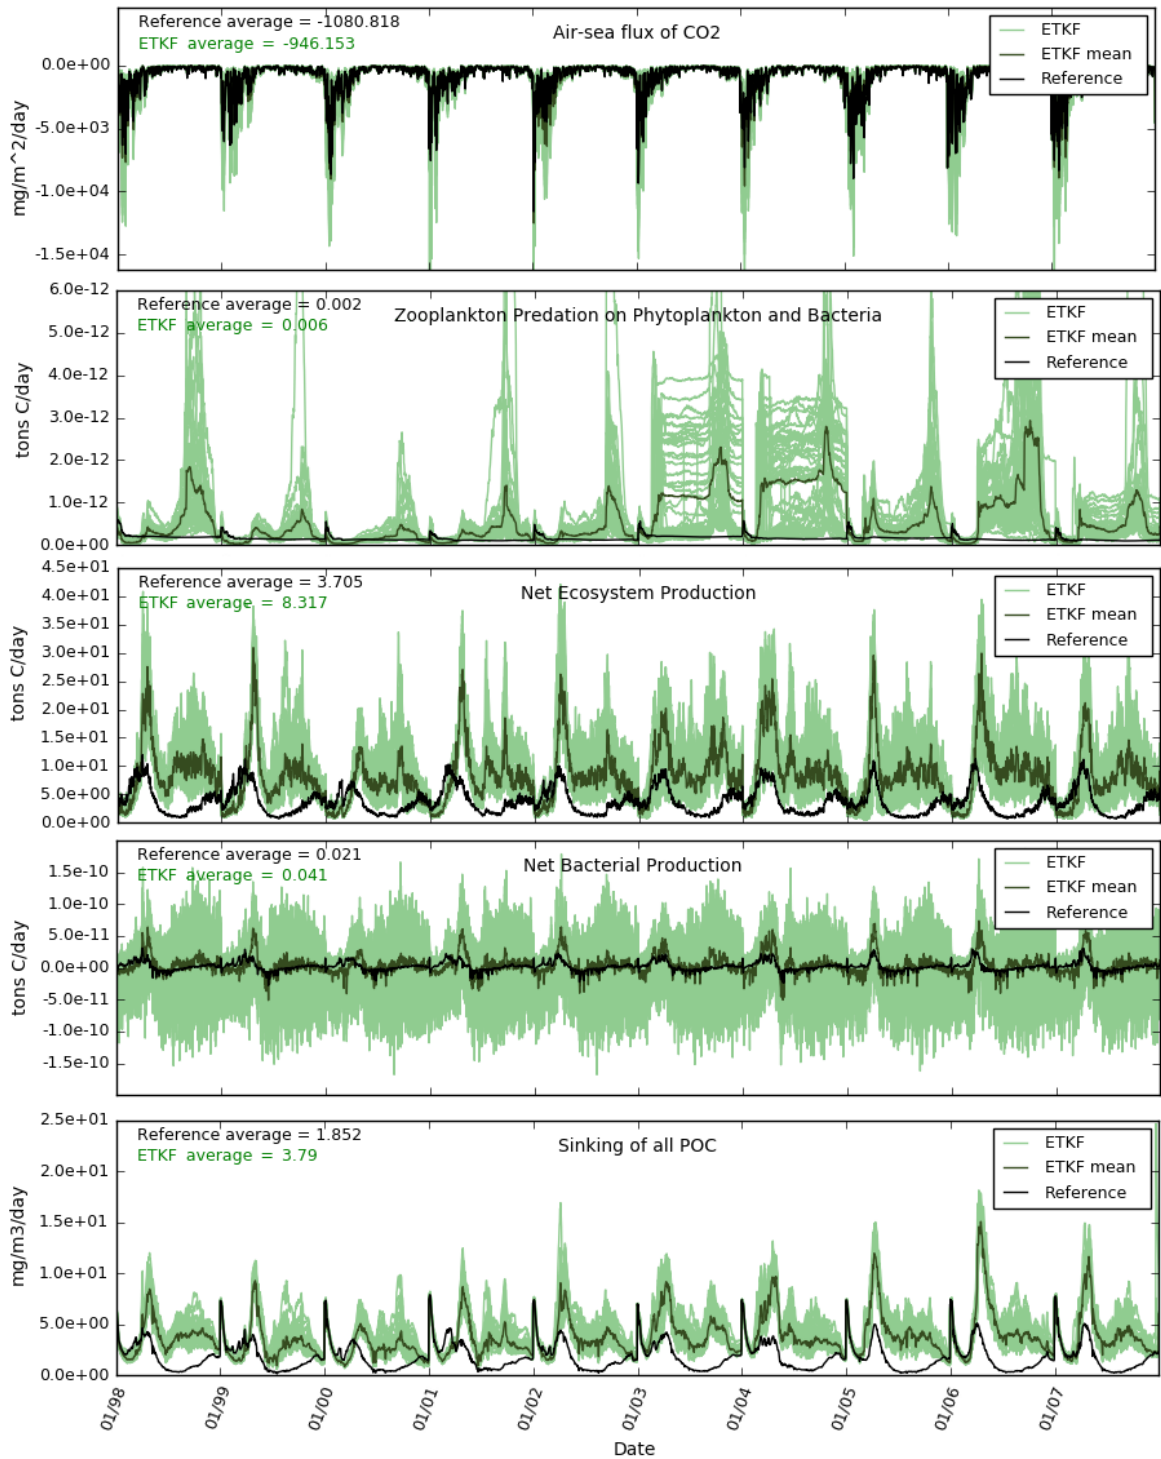 Reference average = -1080.818
ETKF average = -946.153
Air-sea flux of CO2
ETKF
ETKF mean
Reference
0.0e+00
-5.0e+03
-1.0e+04
-1.5e+04
mg/m^2/day
Reference average = 0.002
ETKF average = 0.006
Zooplankton Predation on Phytoplankton and Bacteria
ETKF
ETKF mean
Reference
6.0e-12
5.0e-12
4.0e-12
3.0e-12
2.0e-12
1.0e-12
0.0e+00
tons C/day
Reference average = 3.705
ETKF average = 8.317
Net Ecosystem Production
ETKF
ETKF mean
Reference
4.5e+01
4.0e+01
3.5e+01
3.0e+01
2.5e+01
2.0e+01
1.5e+01
1.0e+01
5.0e+00
0.0e+00
tons C/day
Reference average = 0.021
ETKF average = 0.041
Net Bacterial Production
ETKF
ETKF mean
Reference
1.5e-10
1.0e-10
5.0e-11
0.0e+00
-5.0e-11
-1.0e-10
-1.5e-10
tons C/day
Reference average = 1.852
ETKF average = 3.79
Sinking of all POC
ETKF
ETKF mean
Reference
2.5e+01
2.0e+01
1.5e+01
1.0e+01
5.0e+00
0.0e+00
mg/m3/day
01/98
01/99
01/00
01/01
01/02
01/03
01/04
01/05
01/06
01/07
Date